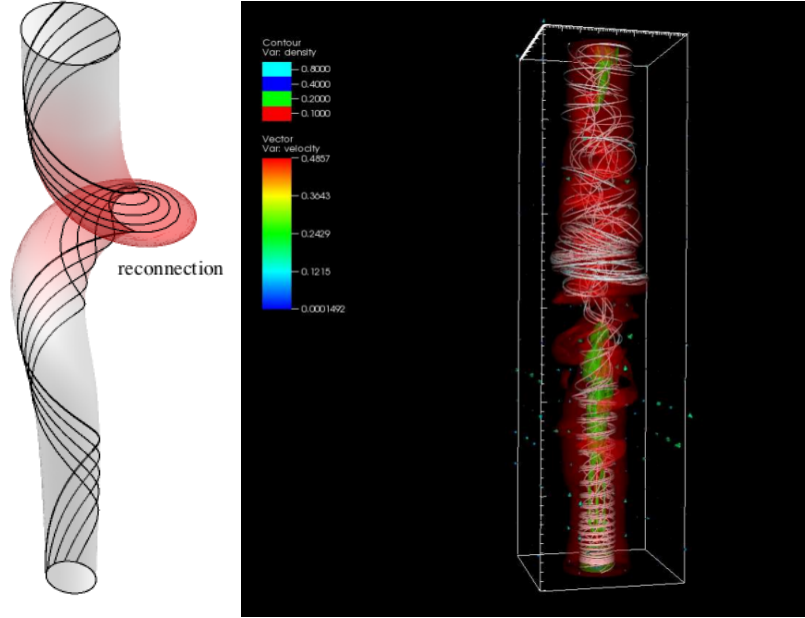 reconnection
Contour
Var: density
0.8000
0.4000
0.2000
0.1000
Vector
Var: velocity
0.4857
0.3643
0.2429
0.1215
0.0001492